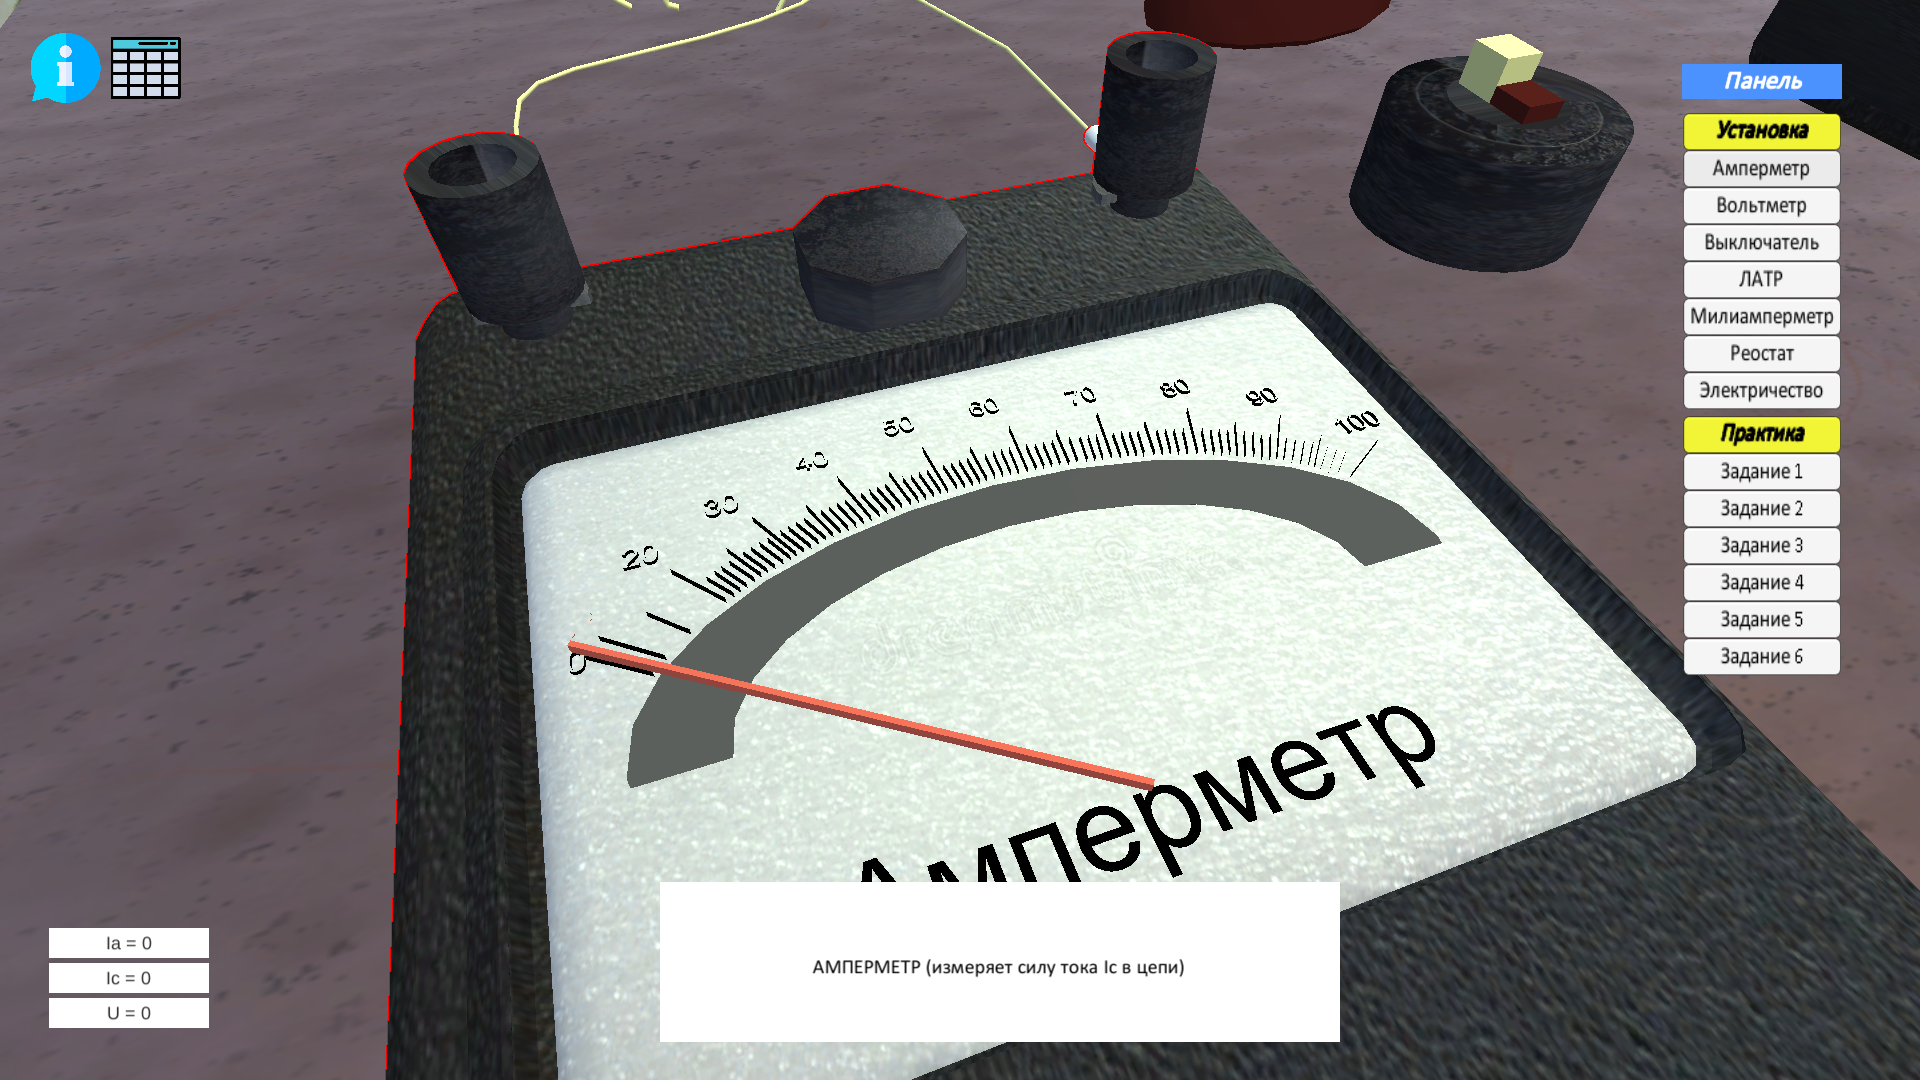 Панель
Установка
Амперметр
Вольтметр
Выключатель
ЛАТР
Милиамперметр
Реостат
Электричество
Практика
Задание 1
Задание 2
Задание 3
Задание 4
Задание 5
Задание 6
0
20
30
40
50
60
70
80
90
100
Амперметр
АМПЕРМЕТР (измеряет силу тока Ic в цепи)
Ia = 0
Ic = 0
U = 0